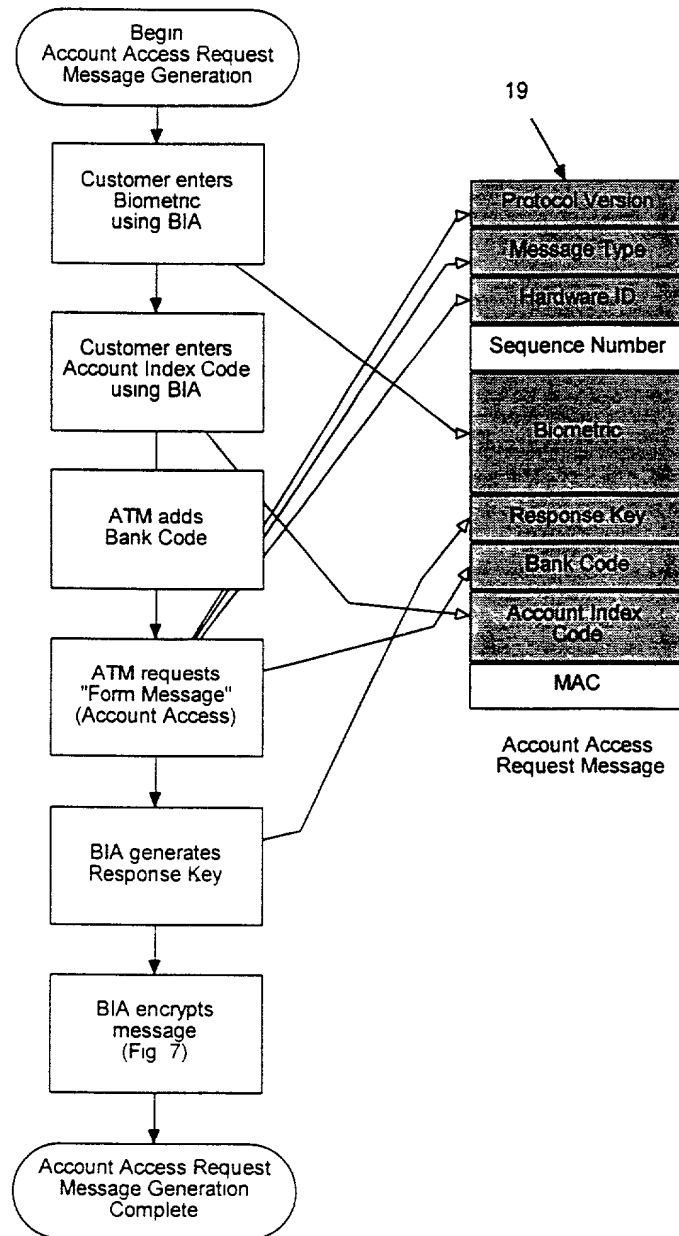 Begin
Account Access Request
Message Generation
Customer enters
Biometric
using BIA
Customer enters
Account Index Code
using BIA
ATM adds
Bank Code
ATM requests
"Form Message"
(Account Access)
BIA generates
Response Key
BIA encrypts
message
(Fig 7)
Account Access Request
Message Generation
Complete
19
Protocol Version
Message Type
Hardware ID
Sequence Number
Biometric
Response Key
Bank Code
Account Index
Code
MAC
Account Access
Request Message